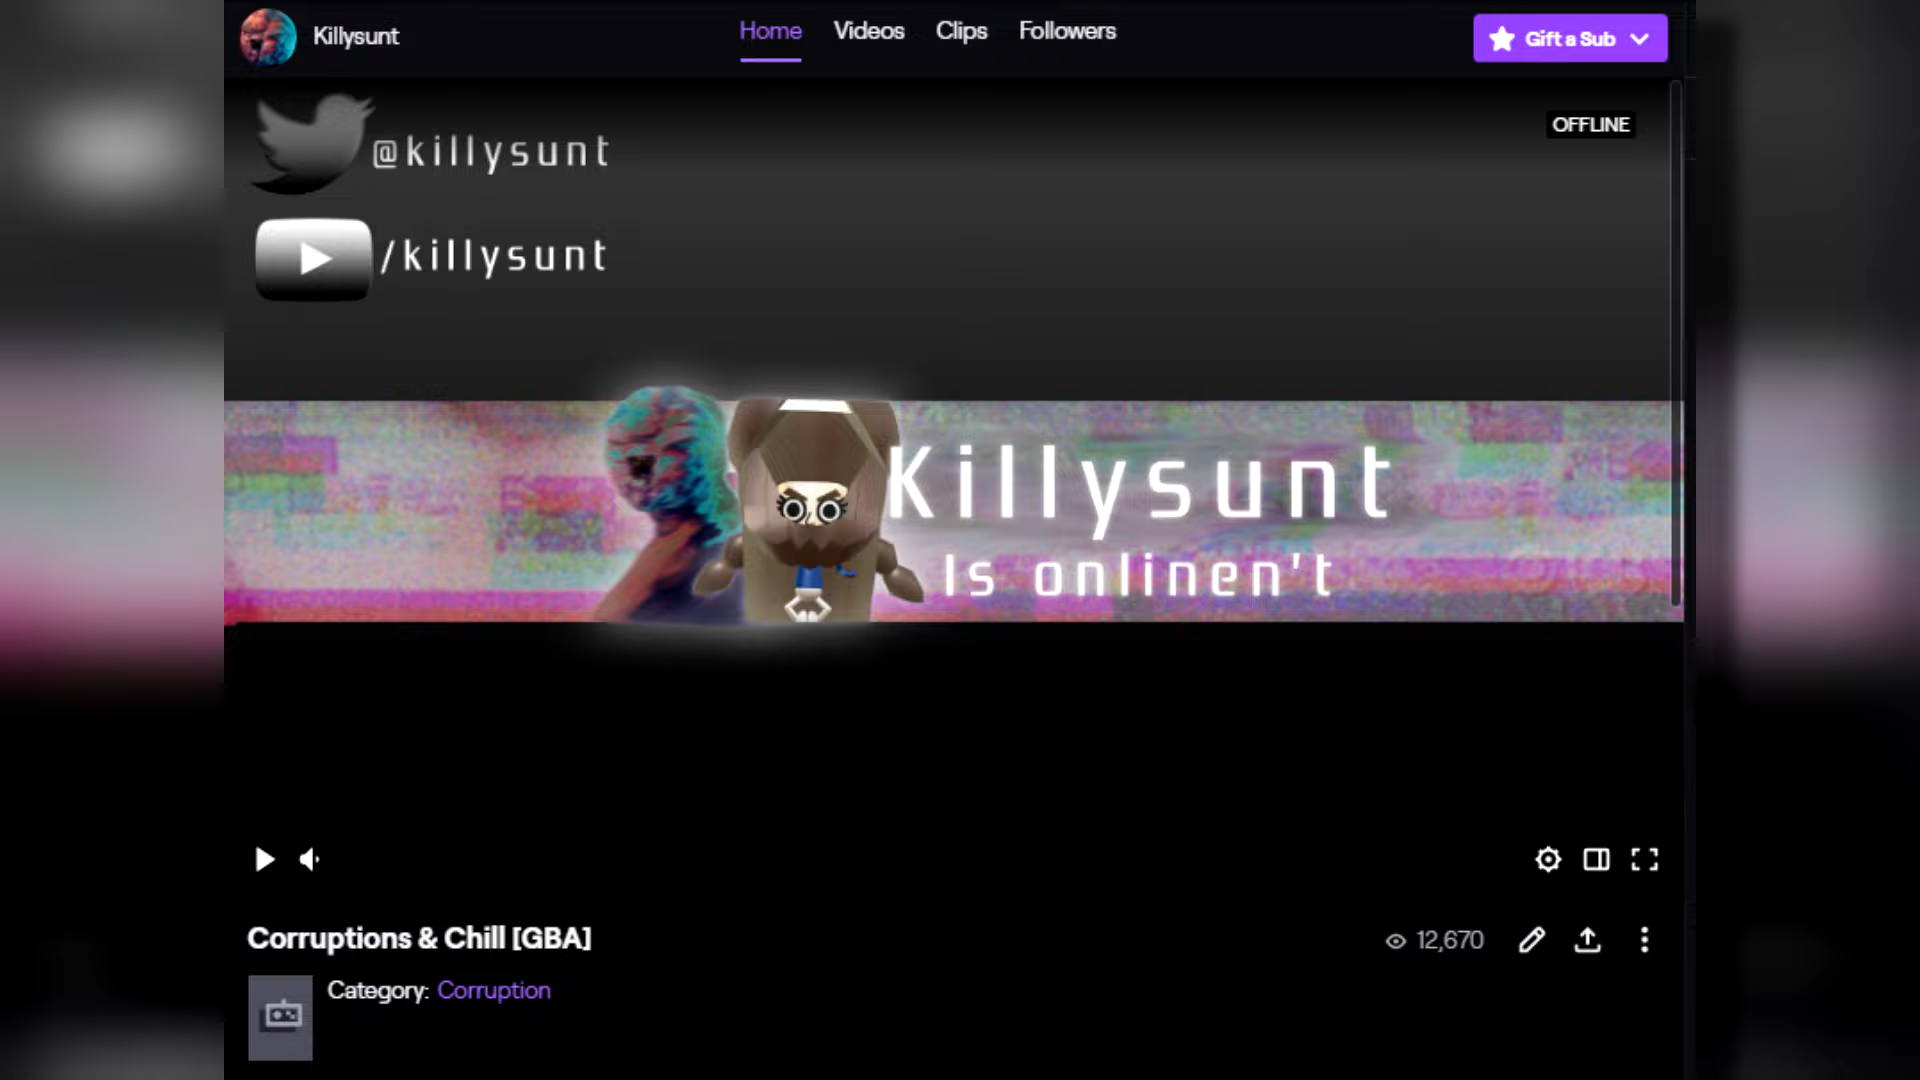 Killysunt
Home Videos Clips Followers
Gift a Sub
@killysunt
OFFLINE
/killysunt
Killysunt
Is onlinen't
Corruptions & Chill [GBA]
12,670
Category: Corruption